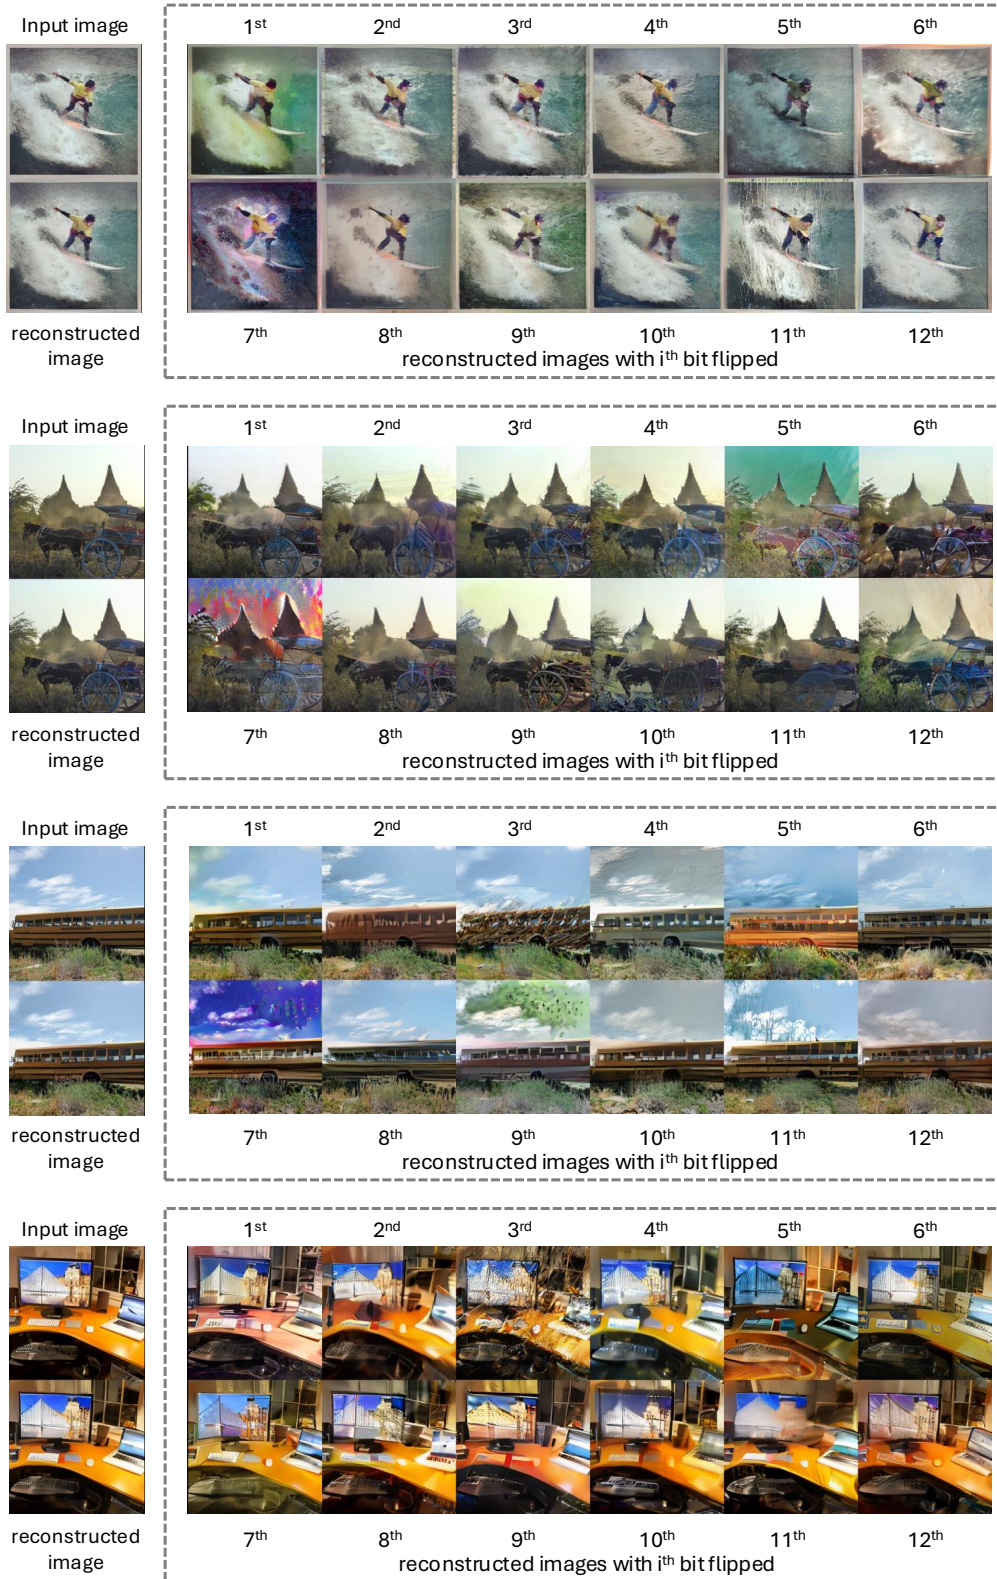 Input image
1st 2nd 3rd 4th 5th 6th
reconstructed
image
7th 8th 9th 10th 11th 12th
reconstructed images with ith bit flipped
Input image
1st 2nd 3rd 4th 5th 6th
reconstructed
image
7th 8th 9th 10th 11th 12th
reconstructed images with ith bit flipped
Input image
1st 2nd 3rd 4th 5th 6th
reconstructed
image
7th 8th 9th 10th 11th 12th
reconstructed images with ith bit flipped
Input image
1st 2nd 3rd 4th 5th 6th
reconstructed
image
7th 8th 9th 10th 11th 12th
reconstructed images with ith bit flipped